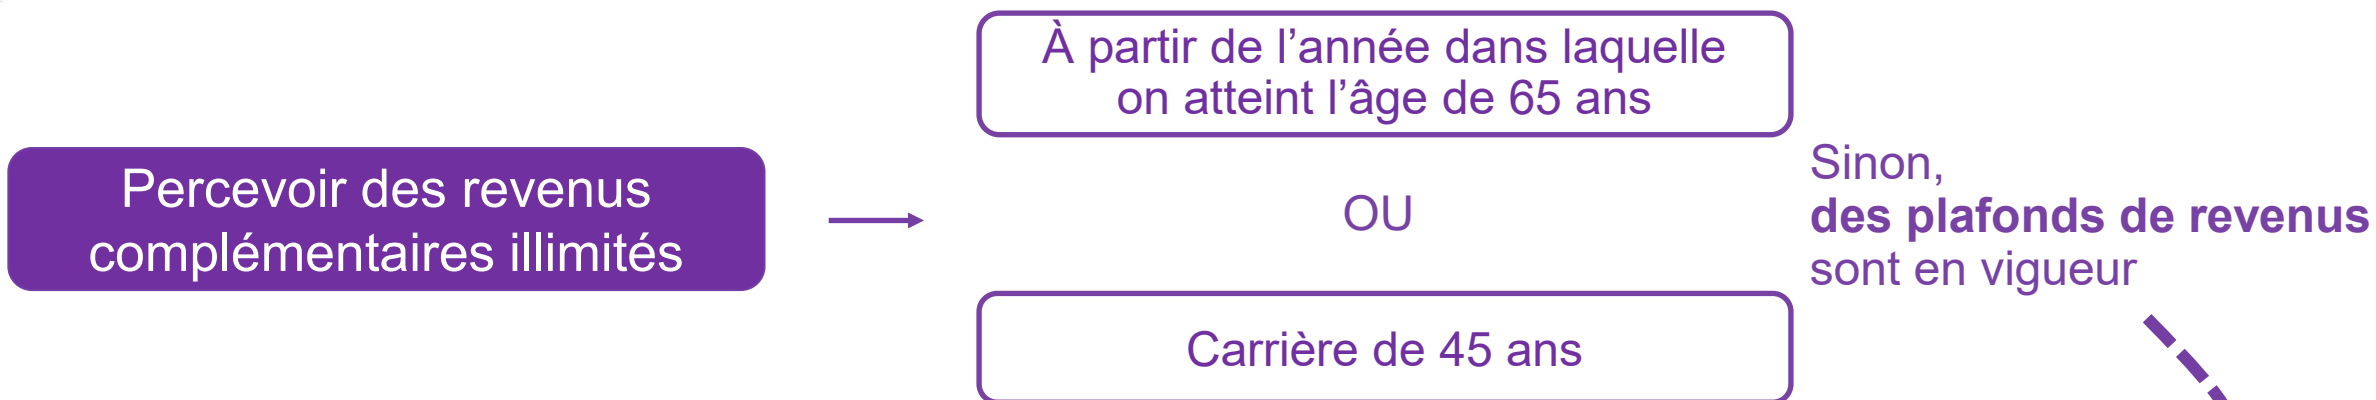 Percevoir des revenus
complémentaires illimités
À partir de l’année dans laquelle
on atteint l’âge de 65 ans
OU
Carrière de 45 ans
Sinon,
des plafonds de revenus
sont en vigueur